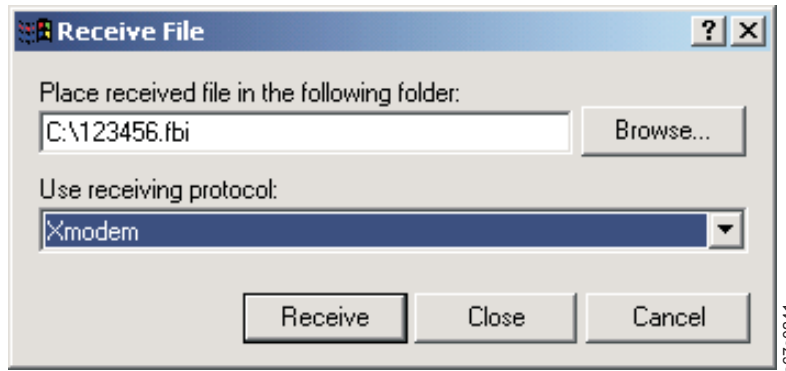 Receive File
Place received file in the following folder:
C:\123456.fbi
Browse...
Use receiving protocol:
Xmodem
Receive
Close
Cancel